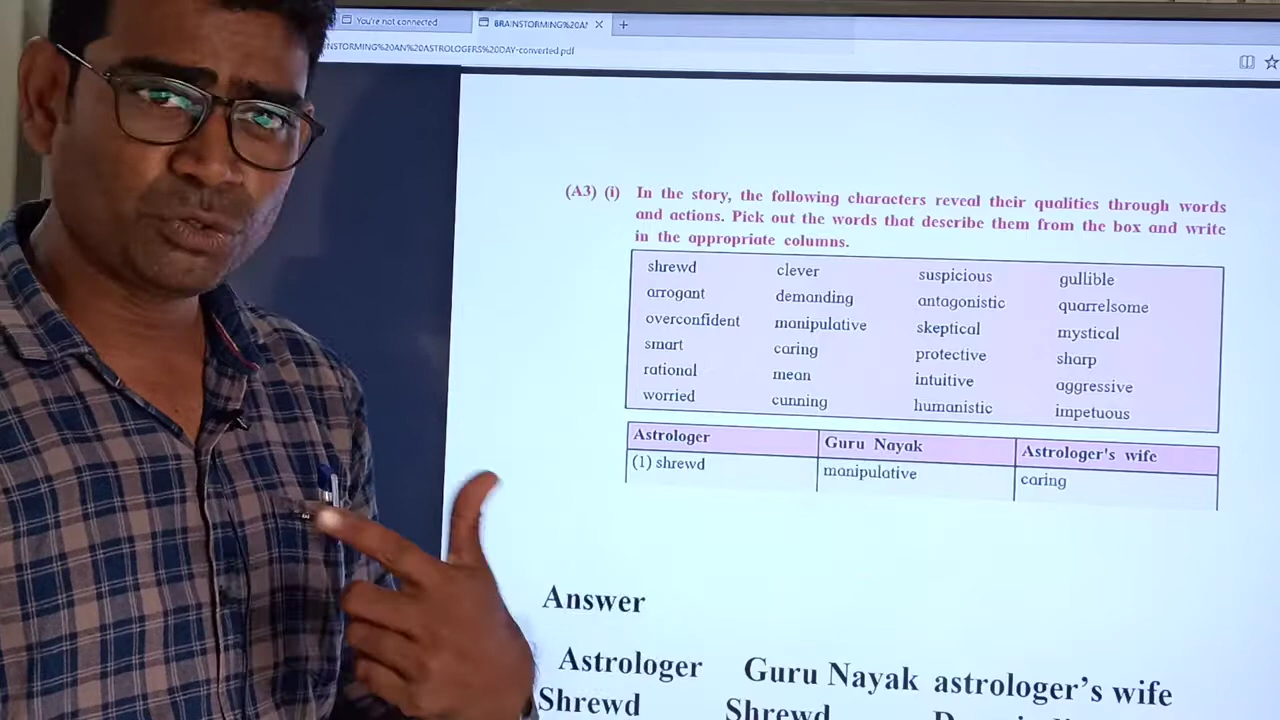 You're not connected
BRAINSTORMING%20A
INSTORMING%20AN%20ASTROLOGERS%20DAY-converted.pdf
(A3) (i) In the story, the following characters reveal their qualities through words
and actions. Pick out the words that describe them from the box and write
in the appropriate columns.
shrewd clever suspicious gullible
arrogant demanding antagonistic quarrelsome
overconfident manipulative skeptical mystical
smart caring protective sharp
rational mean intuitive aggressive
worried cunning humanistic impetuous
Astrologer Guru Nayak Astrologer's wife
(1) shrewd manipulative caring
Answer
Astrologer Guru Nayak astrologer's wife
Shrewd Shrewd